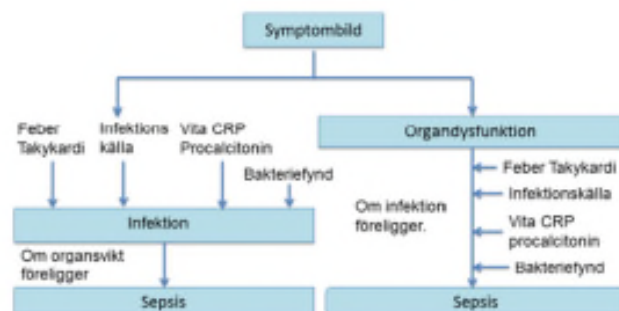 Symptombild
Feber
Takykardi
Infektions
källa
Vita CRP
Procalcitonin
Bakteriefynd
Infektion
Om organsvikt
föreligger
Sepsis
Organdysfunktion
Feber Takykardi
Infektionskälla
Om infektion
föreligger.
Vita CRP
procalcitonin
Bakteriefynd
Sepsis